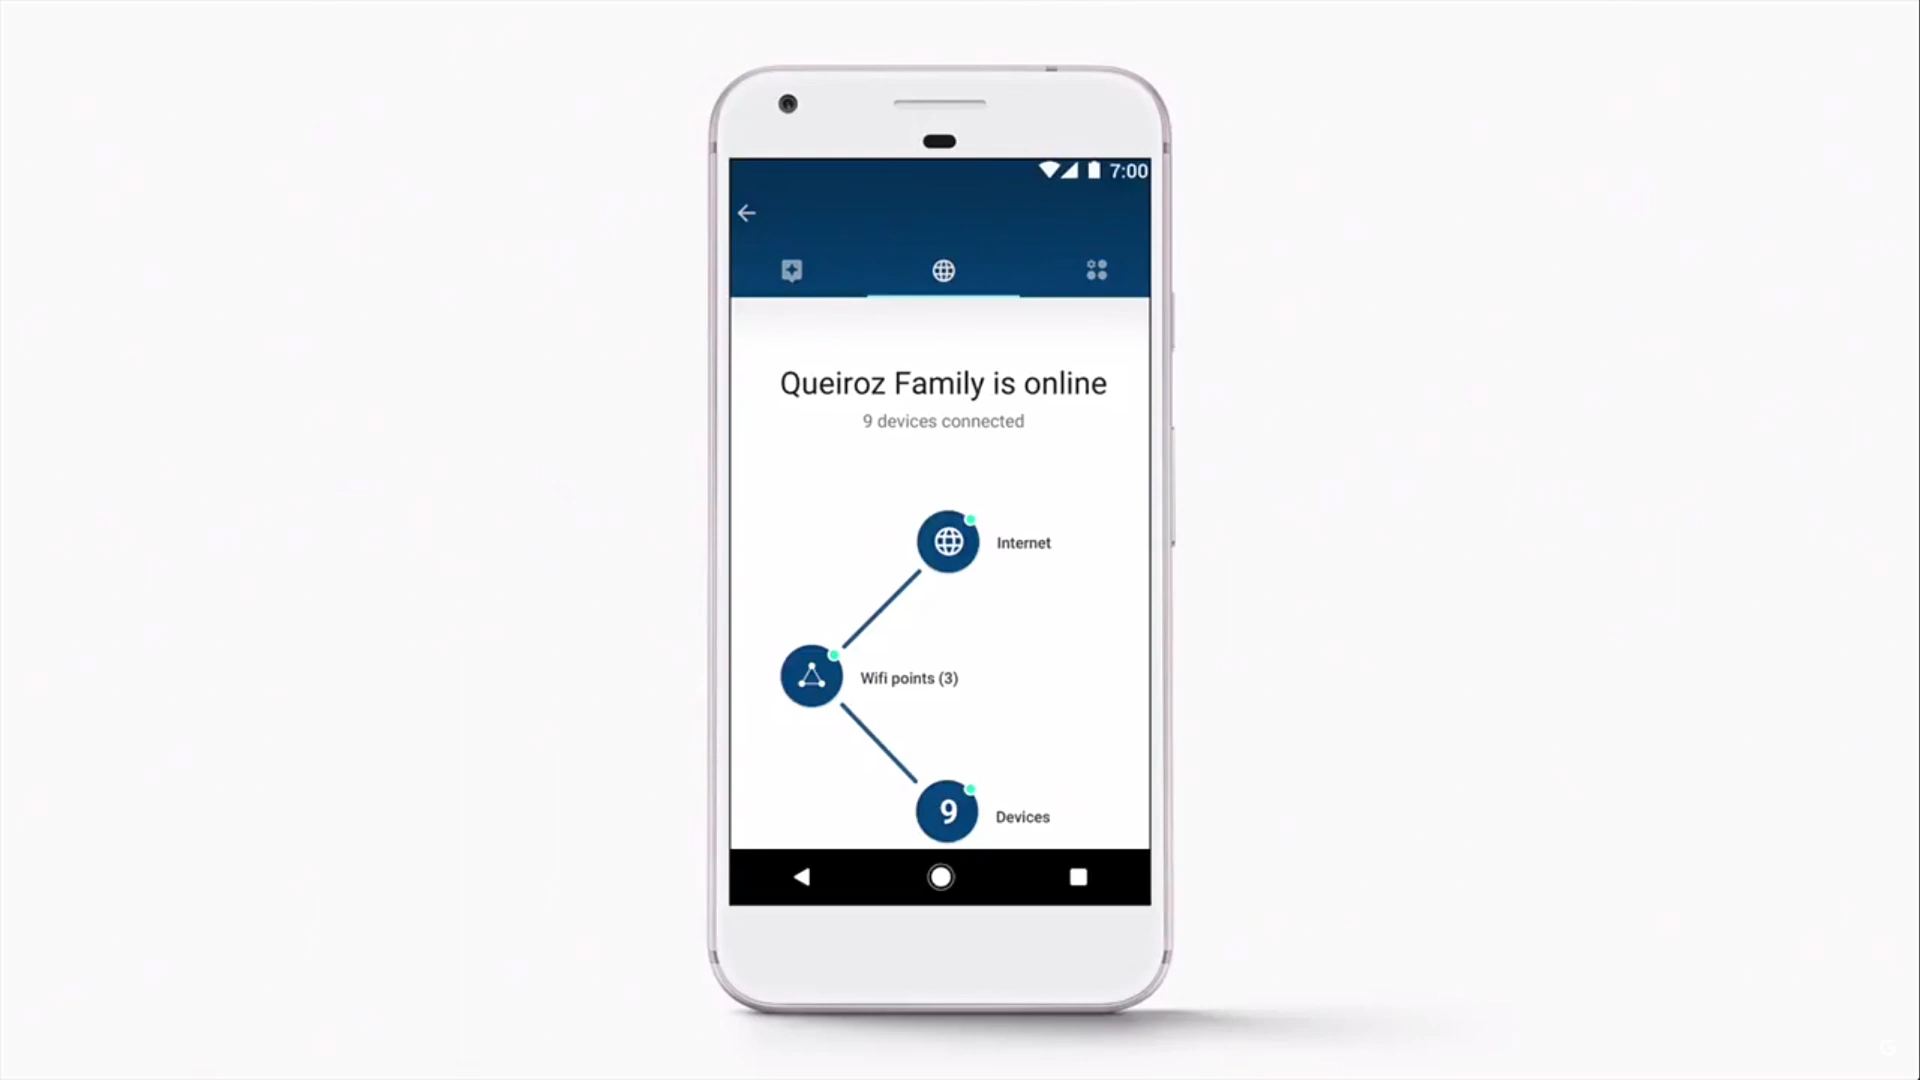 7:00
Queiroz Family is online
9 devices connected
Internet
Wifi points (3)
9
Devices
G